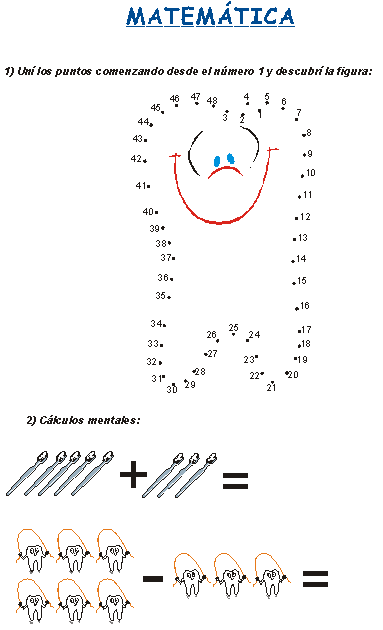 MATEMÁTICA
1) Uní los puntos comenzando desde el número 1 y descubrí la figura:
45 46 47 48 4 5 6
44 3 2 1 7
43 8
42 9
41 10
40 11
39 12
38 13
37 14
36 15
35 16
34 26 25 24 17
33 27 23 18
32 28 22 19
31 30 29 21 20
2) Cálculos mentales:
+ =
- =